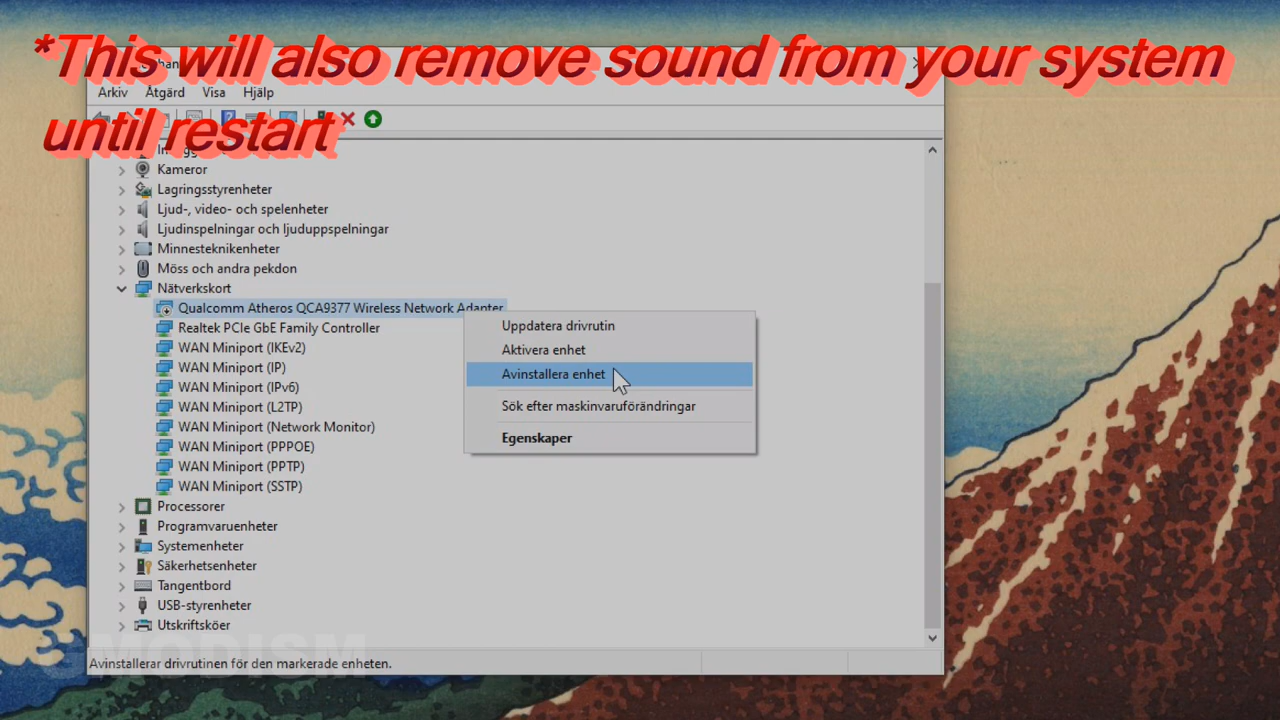 *This will also remove sound from your system
until restart
Arkiv Åtgärd Visa Hjälp
Kameror
Lagringsstyrenheter
Ljud-, video- och spelenheter
Ljudinspelningar och ljuduppspelningar
Minnesteknikenheter
Möss och andra pekdon
Nätverkskort
Qualcomm Atheros QCA9377 Wireless Network Adapter
Realtek PCIe GbE Family Controller
WAN Miniport (IKEv2)
WAN Miniport (IP)
WAN Miniport (IPv6)
WAN Miniport (L2TP)
WAN Miniport (Network Monitor)
WAN Miniport (PPPOE)
WAN Miniport (PPTP)
WAN Miniport (SSTP)
Uppdatera drivrutin
Aktivera enhet
Avinstallera enhet
Sök efter maskinvaruförändringar
Egenskaper
Processorer
Programvaruenheter
Systemenheter
Säkerhetsenheter
Tangentbord
USB-styrenheter
Utskriftsköer
MODISM
Avinstallerar drivrutinen för den markerade enheten.